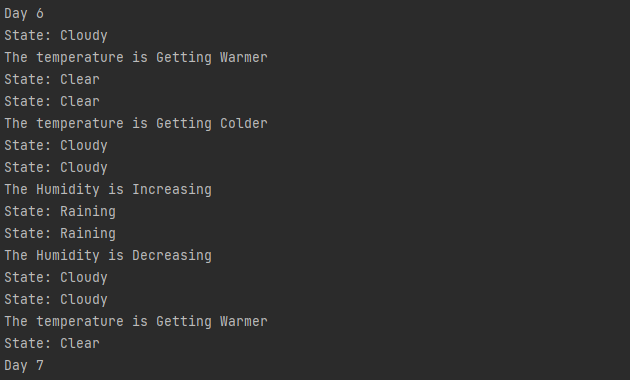 Day 6
State: Cloudy
The temperature is Getting Warmer
State: Clear
State: Clear
The temperature is Getting Colder
State: Cloudy
State: Cloudy
The Humidity is Increasing
State: Raining
State: Raining
The Humidity is Decreasing
State: Cloudy
State: Cloudy
The temperature is Getting Warmer
State: Clear
Day 7